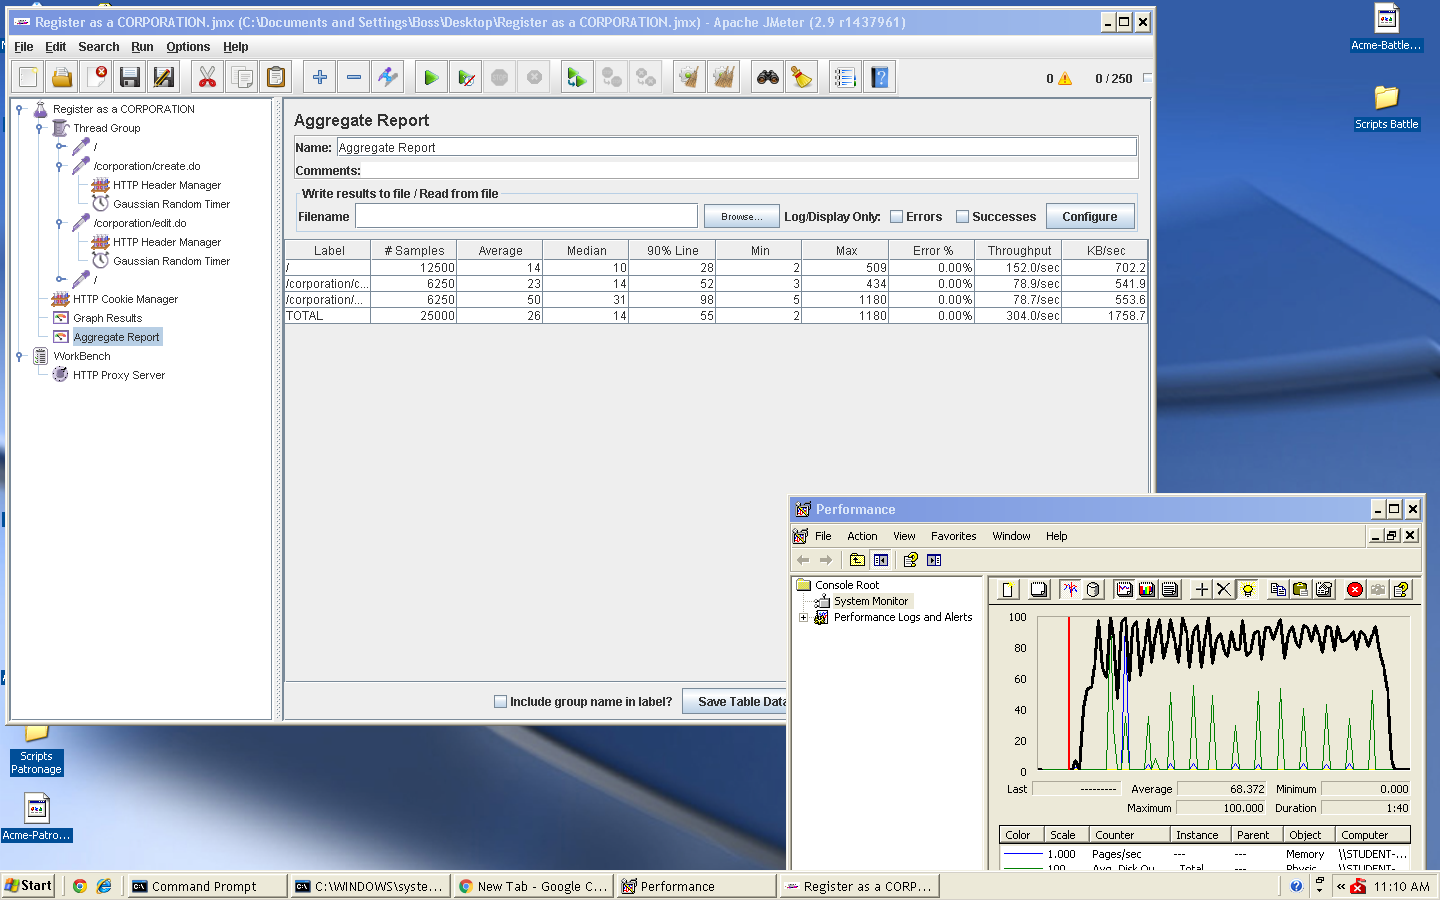 Register as a CORPORATION.jmx (C:\Documents and Settings\Boss\Desktop\Register as a CORPORATION.jmx) - Apache JMeter (2.9 r1437961)
File Edit Search Run Options Help
0 0 / 250
Register as a CORPORATION
Thread Group
/
/corporation/create.do
HTTP Header Manager
Gaussian Random Timer
/corporation/edit.do
HTTP Header Manager
Gaussian Random Timer
/
HTTP Cookie Manager
Graph Results
Aggregate Report
WorkBench
HTTP Proxy Server
Aggregate Report
Name: Aggregate Report
Comments:
Write results to file / Read from file
Filename Browse... Log/Display Only: Errors Successes Configure
Label # Samples Average Median 90% Line Min Max Error % Throughput KB/sec
/ 12500 14 10 28 2 509 0.00% 152.0/sec 702.2
/corporation/c... 6250 23 14 52 3 434 0.00% 78.9/sec 541.9
/corporation/... 6250 50 31 98 5 1180 0.00% 78.7/sec 553.6
TOTAL 25000 26 14 55 2 1180 0.00% 304.0/sec 1758.7
Include group name in label? Save Table Data
Acme-Battle...
Scripts Battle
Scripts
Patronage
Acme-Patro...
Performance
File Action View Favorites Window Help
Console Root
System Monitor
Performance Logs and Alerts
100
80
60
40
20
0
Last --------- Average 68.372 Minimum 0.000
Maximum 100.000 Duration 1:40
Color Scale Counter Instance Parent Object Computer
1.000 Pages/sec --- --- Memory \\STUDENT-...
100 Avg. Disk Qu Total --- Physic \\STUDENT-
Start Command Prompt C:\WINDOWS\syste... New Tab - Google C... Performance Register as a CORP... « 11:10 AM